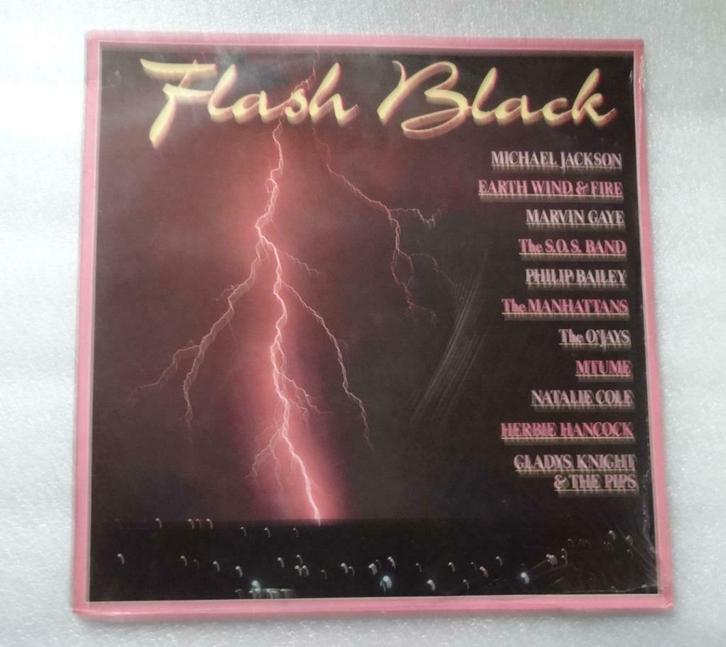 Flash Black
MICHAEL JACKSON
EARTH WIND & FIRE
MARVIN GAYE
The S.O.S. BAND
PHILIP BAILEY
The MANHATTANS
The O'JAYS
MTUME
NATALIE COLE
HERBIE HANCOCK
GLADYS KNIGHT
& THE PIPS